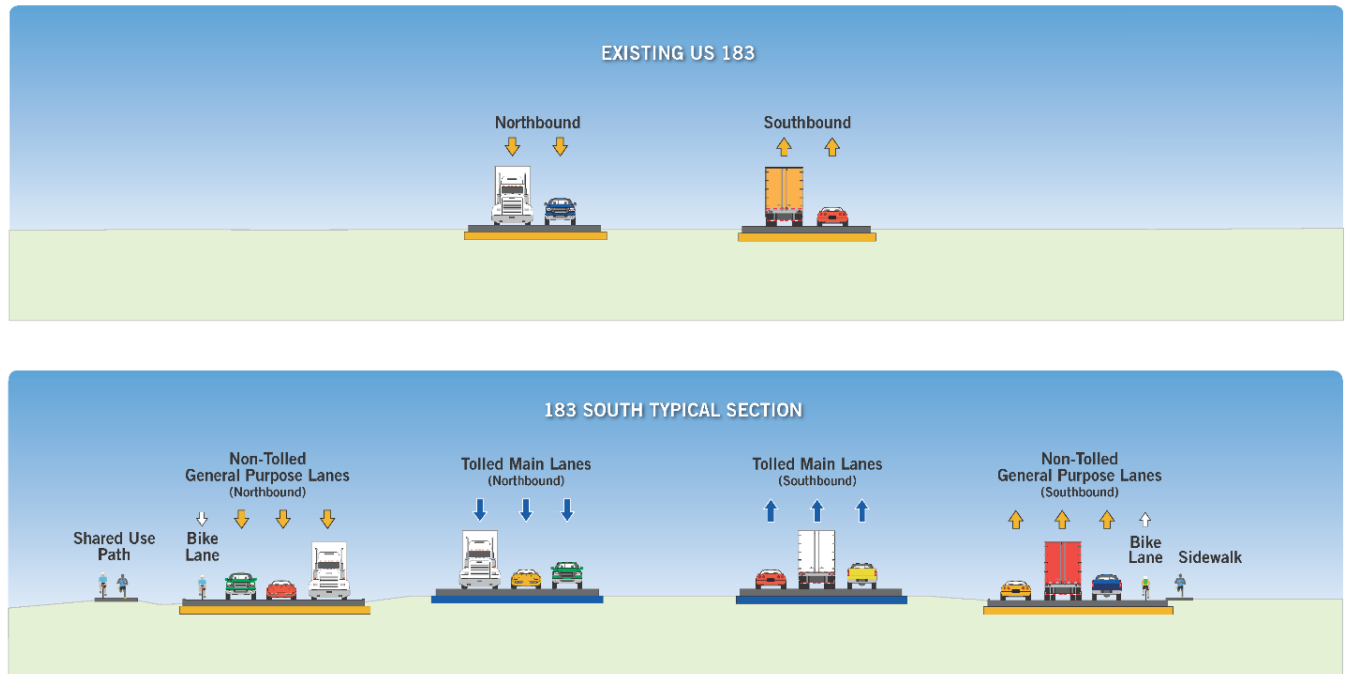 EXISTING US 183
Northbound
Southbound
183 SOUTH TYPICAL SECTION
Non-Tolled
General Purpose Lanes
(Northbound)
Tolled Main Lanes
(Northbound)
Tolled Main Lanes
(Southbound)
Non-Tolled
General Purpose Lanes
(Southbound)
Shared Use
Path
Bike
Lane
Bike
Lane
Sidewalk